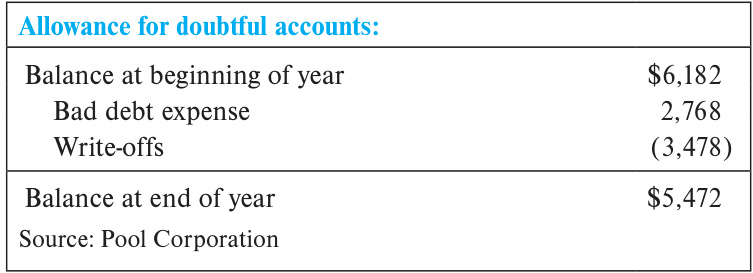 Allowance for doubtful accounts:
Balance at beginning of year $6,182
Bad debt expense 2,768
Write-offs (3,478)
Balance at end of year $5,472
Source: Pool Corporation